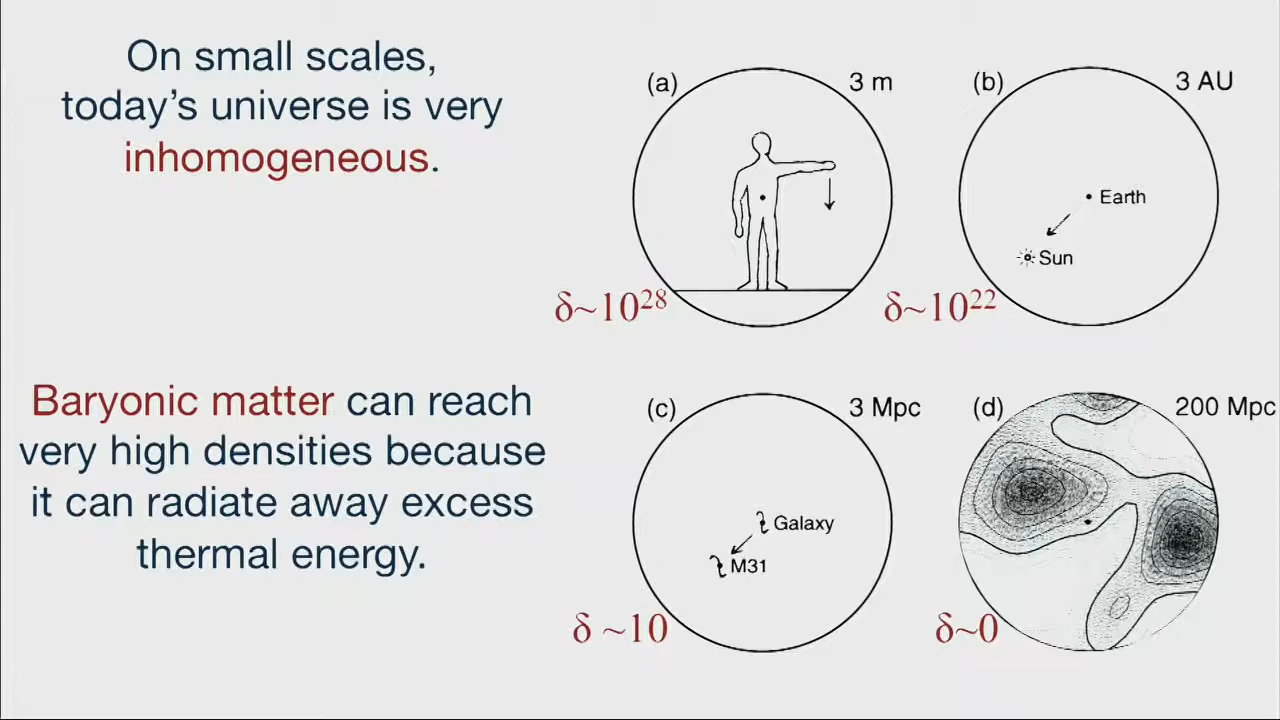 On small scales,
today's universe is very
inhomogeneous.
Baryonic matter can reach
very high densities because
it can radiate away excess
thermal energy.
(a) 3 m
δ~10²⁸
(b) 3 AU
Earth
Sun
δ~10²²
(c) 3 Mpc
Galaxy
M31
δ ~10
(d) 200 Mpc
δ~0